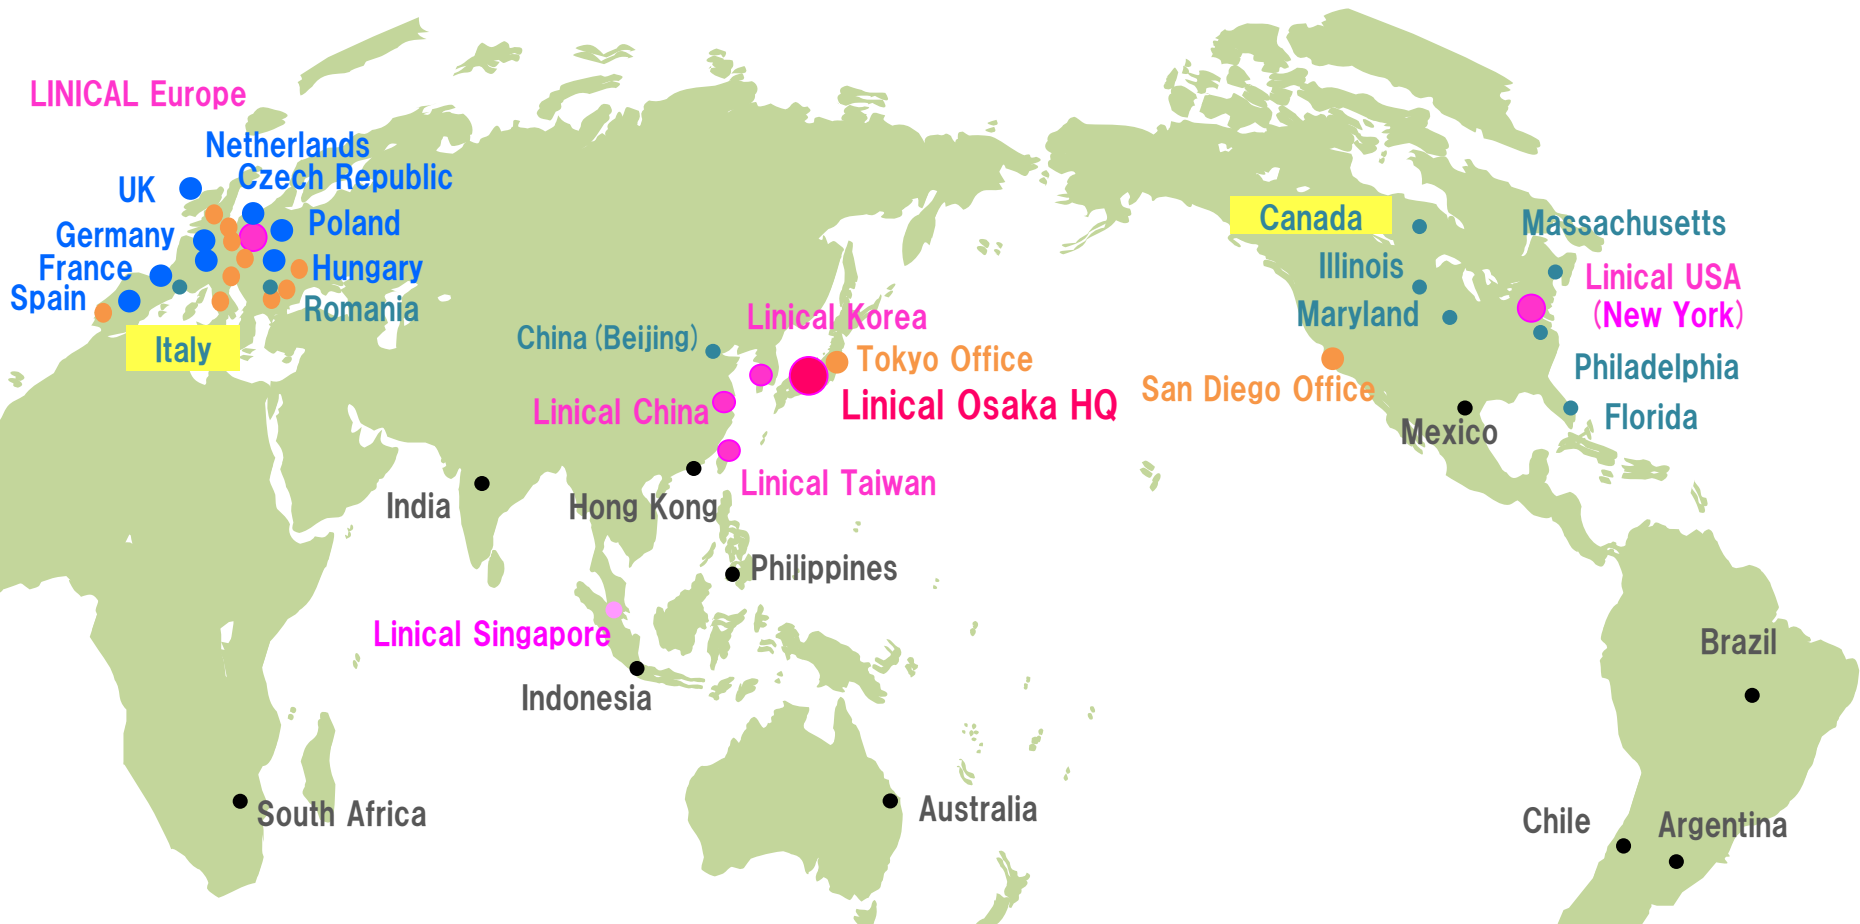 LINICAL Europe
Netherlands
Czech Republic
UK
Poland
Germany
France
Hungary
Spain
Romania
Italy
China (Beijing)
Linical Korea
Tokyo Office
Linical Osaka HQ
Linical China
Linical Taiwan
India
Hong Kong
Philippines
Linical Singapore
Indonesia
South Africa
Australia
Canada
Massachusetts
Illinois
Linical USA
(New York)
Maryland
Philadelphia
San Diego Office
Florida
Mexico
Brazil
Chile
Argentina